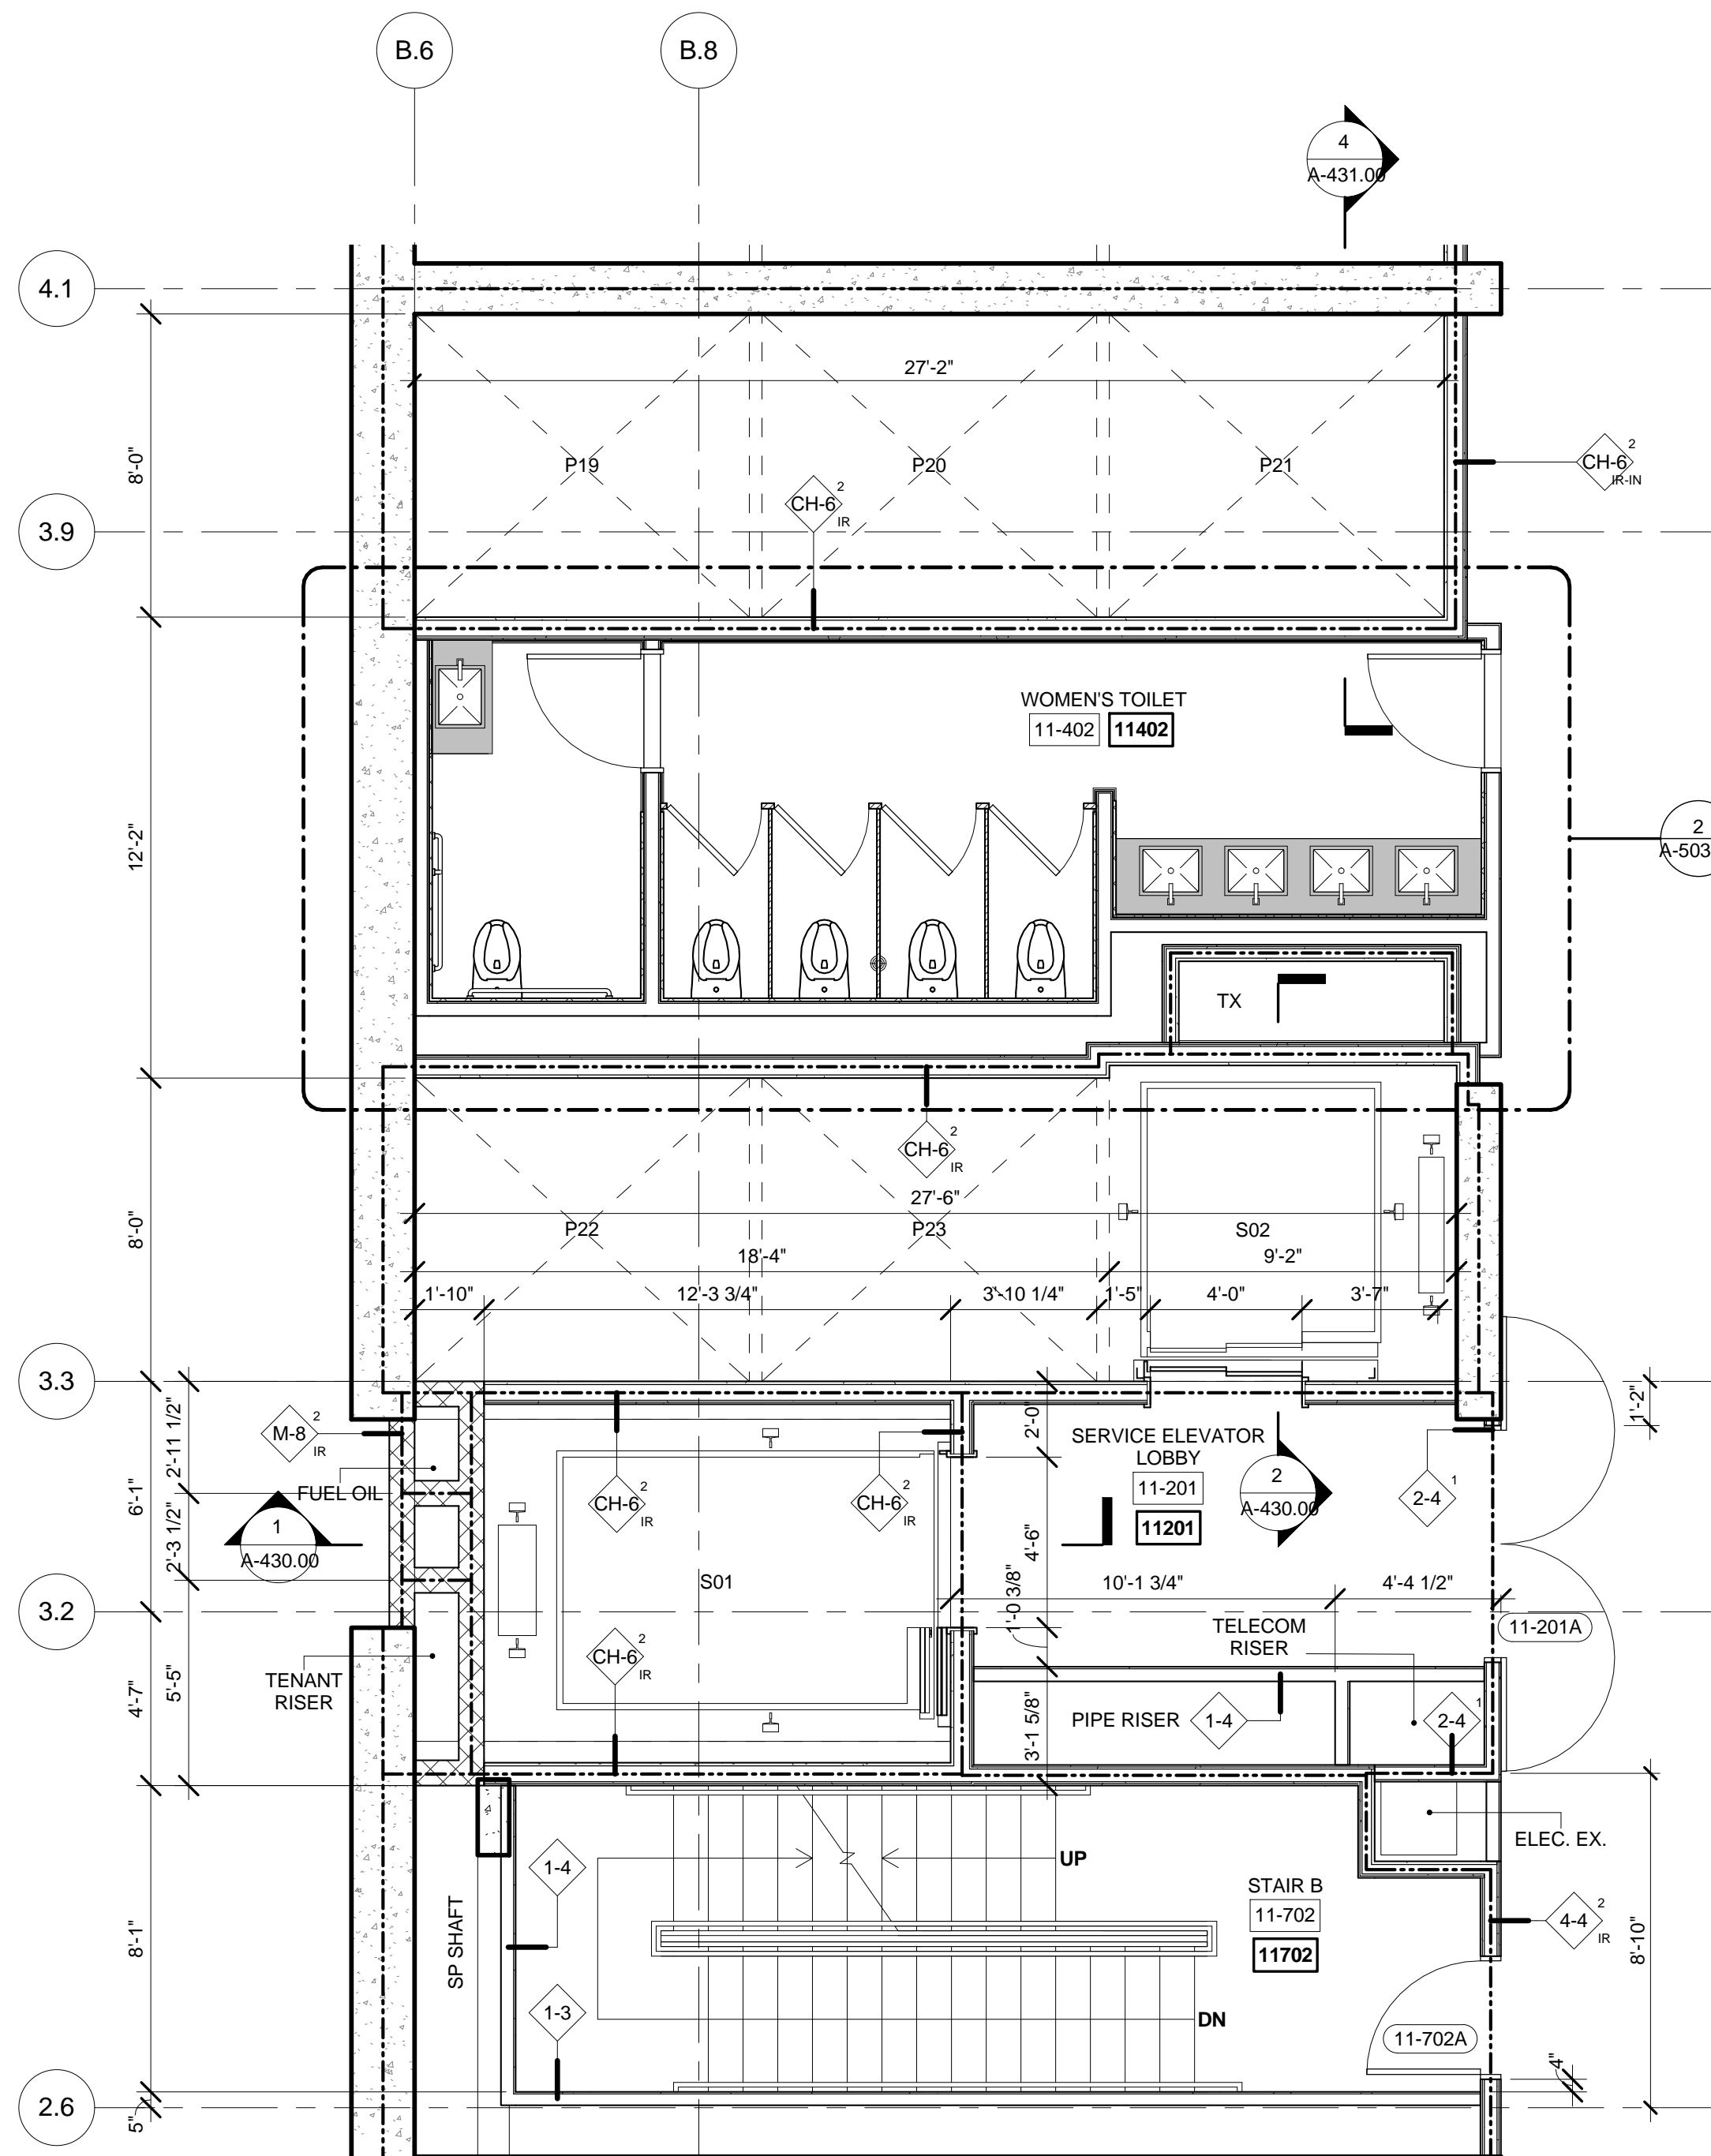 B.6
B.8
4
A-431.00
4.1
27'-2"
8'-0"
P19
P20
P21
CH-6
2
IR
CH-6
2
IR-IN
3.9
WOMEN'S TOILET
11-402
11402
12'-2"
2
TX
CH-6
2
IR
27'-6"
8'-0"
P22
P23
S02
18'-4"
9'-2"
1'-10"
12'-3 3/4"
3'-10 1/4"
1'-5"
4'-0"
3'-7"
3.3
1'-2"
2'-0"
M-8
2
IR
2'-11 1/2"
SERVICE ELEVATOR
LOBBY
11-201
11201
2
A-430.00
2-4
1
FUEL OIL
CH-6
2
IR
CH-6
2
IR
6'-1"
1
A-430.00
2'-3 1/2"
4'-6"
S01
1'-0 3/8"
10'-1 3/4"
4'-4 1/2"
3.2
11-201A
TELECOM
RISER
CH-6
2
IR
TENANT
RISER
4'-7"
5'-5"
PIPE RISER
1-4
2-4
1
3'-1 5/8"
ELEC. EX.
1-4
UP
STAIR B
11-702
11702
4-4
2
IR
SP SHAFT
8'-1"
8'-10"
1-3
DN
11-702A
4"
2.6
5"